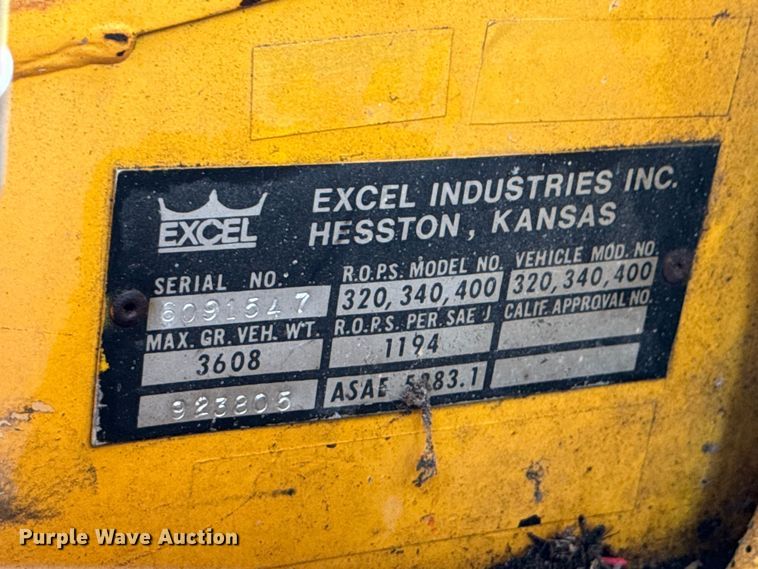 EXCEL
EXCEL INDUSTRIES INC.
HESSTON, KANSAS
SERIAL NO.
6091547
R.O.P.S. MODEL NO.
320,340,400
VEHICLE MOD. NO.
320,340,400
MAX. GR. VEH. WT.
3608
R.O.P.S. PER. SAE J
1194
CALIF. APPROVAL NO.
923805
ASAE
Purple Wave Auction